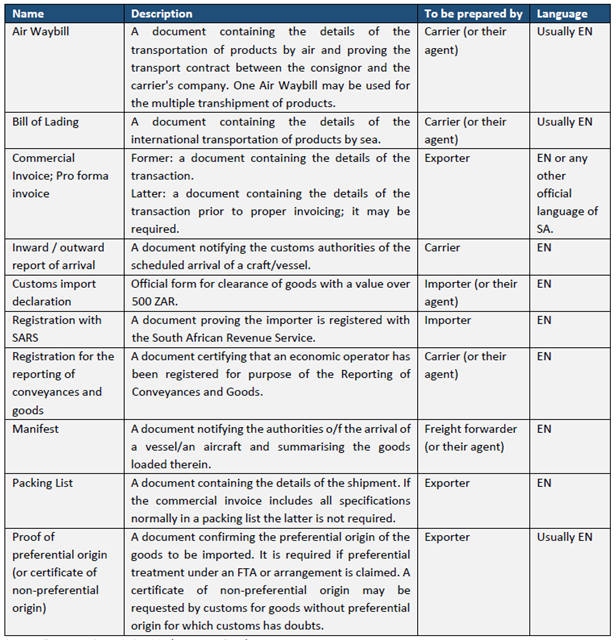 Name Description To be prepared by Language
Air Waybill A document containing the details of the Carrier (or their Usually EN
transportation of products by air and proving the agent)
transport contract between the consignor and the
carrier's company. One Air Waybill may be used for
the multiple transhipment of products.
Bill of Lading A document containing the details of the Carrier (or their Usually EN
international transportation of products by sea. agent)
Commercial Former: a document containing the details of the Exporter EN or any
Invoice; Pro forma transaction. other
invoice Latter: a document containing the details of the official
transaction prior to proper invoicing; it may be language of
required. SA.
Inward / outward A document notifying the customs authorities of the Carrier EN
report of arrival scheduled arrival of a craft/vessel.
Customs import Official form for clearance of goods with a value over Importer (or their EN
declaration 500 ZAR. agent)
Registration with A document proving the importer is registered with Importer EN
SARS the South African Revenue Service.
Registration for the A document certifying that an economic operator has Carrier (or their EN
reporting of been registered for purpose of the Reporting of agent)
conveyances and Conveyances and Goods.
goods
Manifest A document notifying the authorities o/f the arrival of Freight forwarder EN
a vessel/an aircraft and summarising the goods (or their agent)
loaded therein.
Packing List A document containing the details of the shipment. If Exporter EN
the commercial invoice includes all specifications
normally in a packing list the latter is not required.
Proof of A document confirming the preferential origin of the Exporter Usually EN
preferential origin goods to be imported. It is required if preferential
(or certificate of treatment under an FTA or arrangement is claimed. A
non-preferential certificate of non-preferential origin may be
origin) requested by customs for goods without preferential
origin for which customs has doubts.